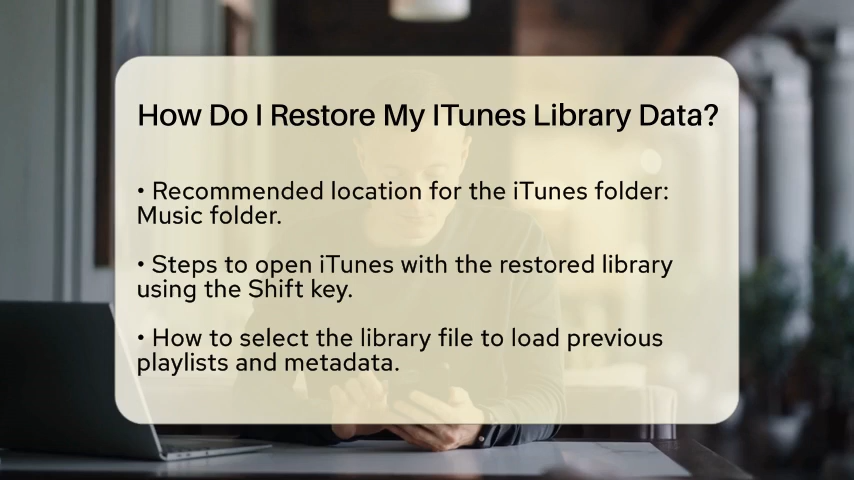 How Do I Restore My ITunes Library Data?
• Recommended location for the iTunes folder:
Music folder.
• Steps to open iTunes with the restored library
using the Shift key.
• How to select the library file to load previous
playlists and metadata.